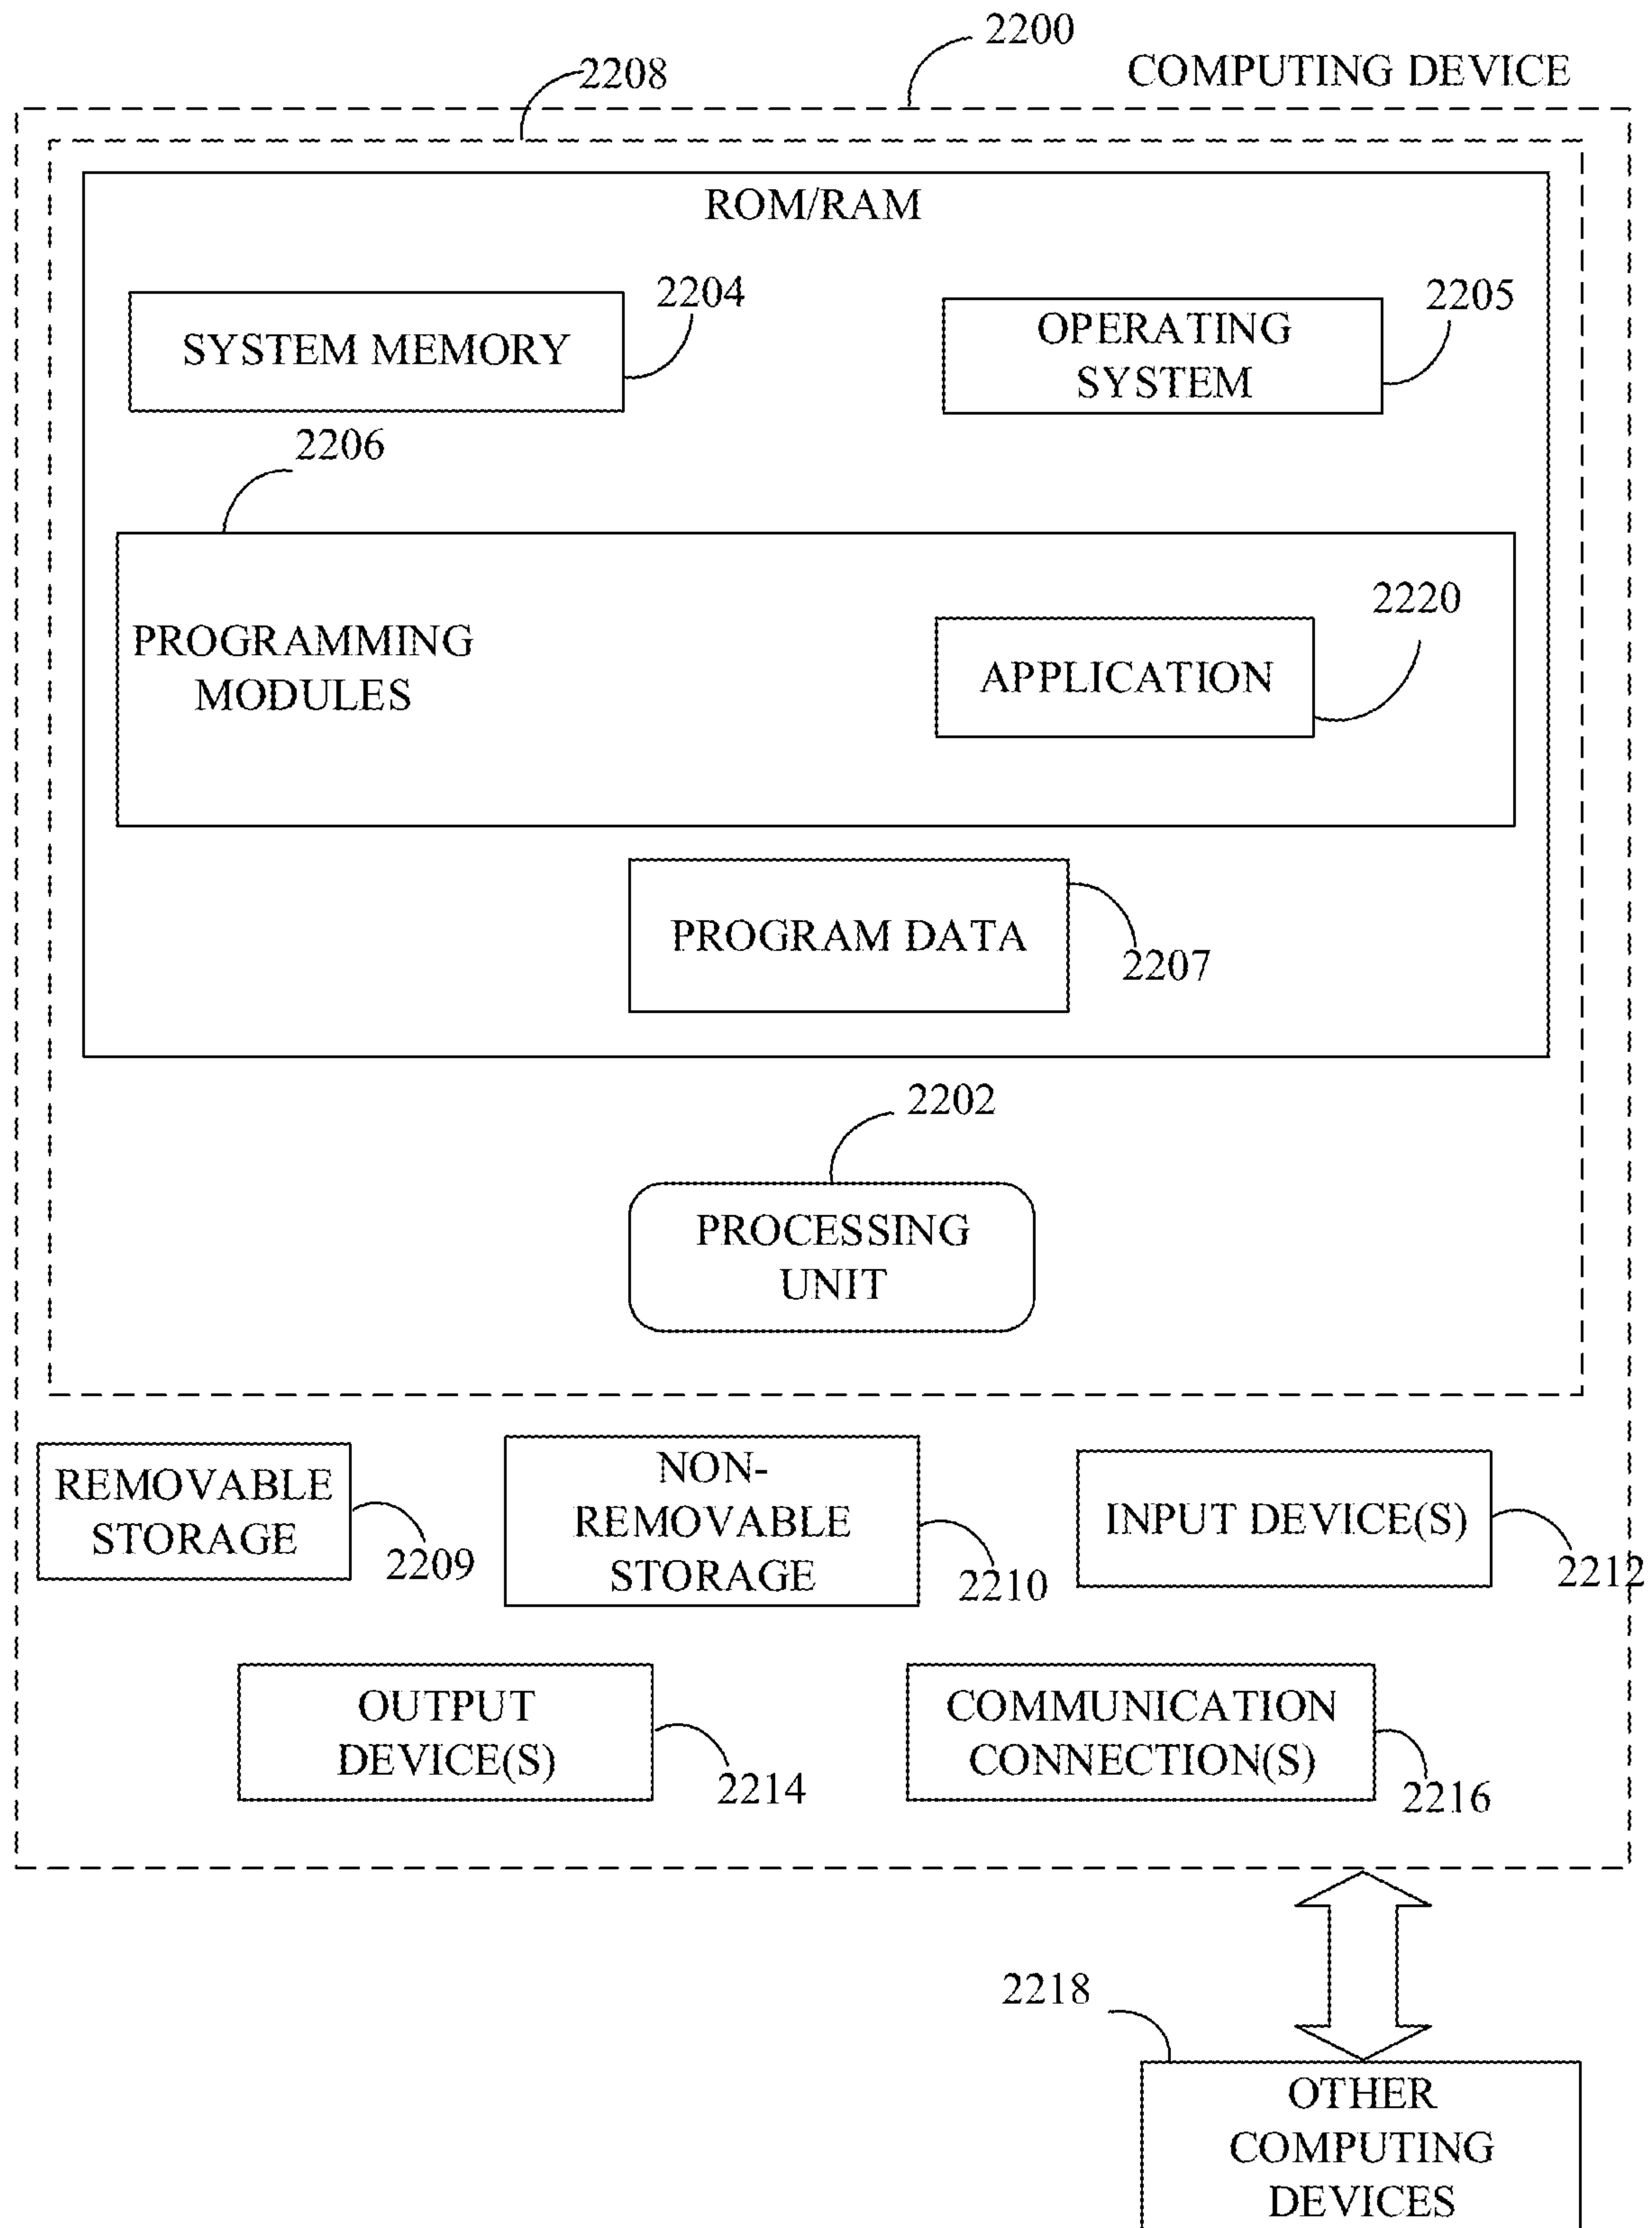 2200
COMPUTING DEVICE
2208
ROM/RAM
2204
2205
SYSTEM MEMORY
OPERATING
SYSTEM
2206
2220
PROGRAMMING
MODULES
APPLICATION
PROGRAM DATA
2207
2202
PROCESSING
UNIT
REMOVABLE
STORAGE
2209
NON-
REMOVABLE
STORAGE
2210
INPUT DEVICE(S)
2212
OUTPUT
DEVICE(S)
2214
COMMUNICATION
CONNECTION(S)
2216
2218
OTHER
COMPUTING
DEVICES